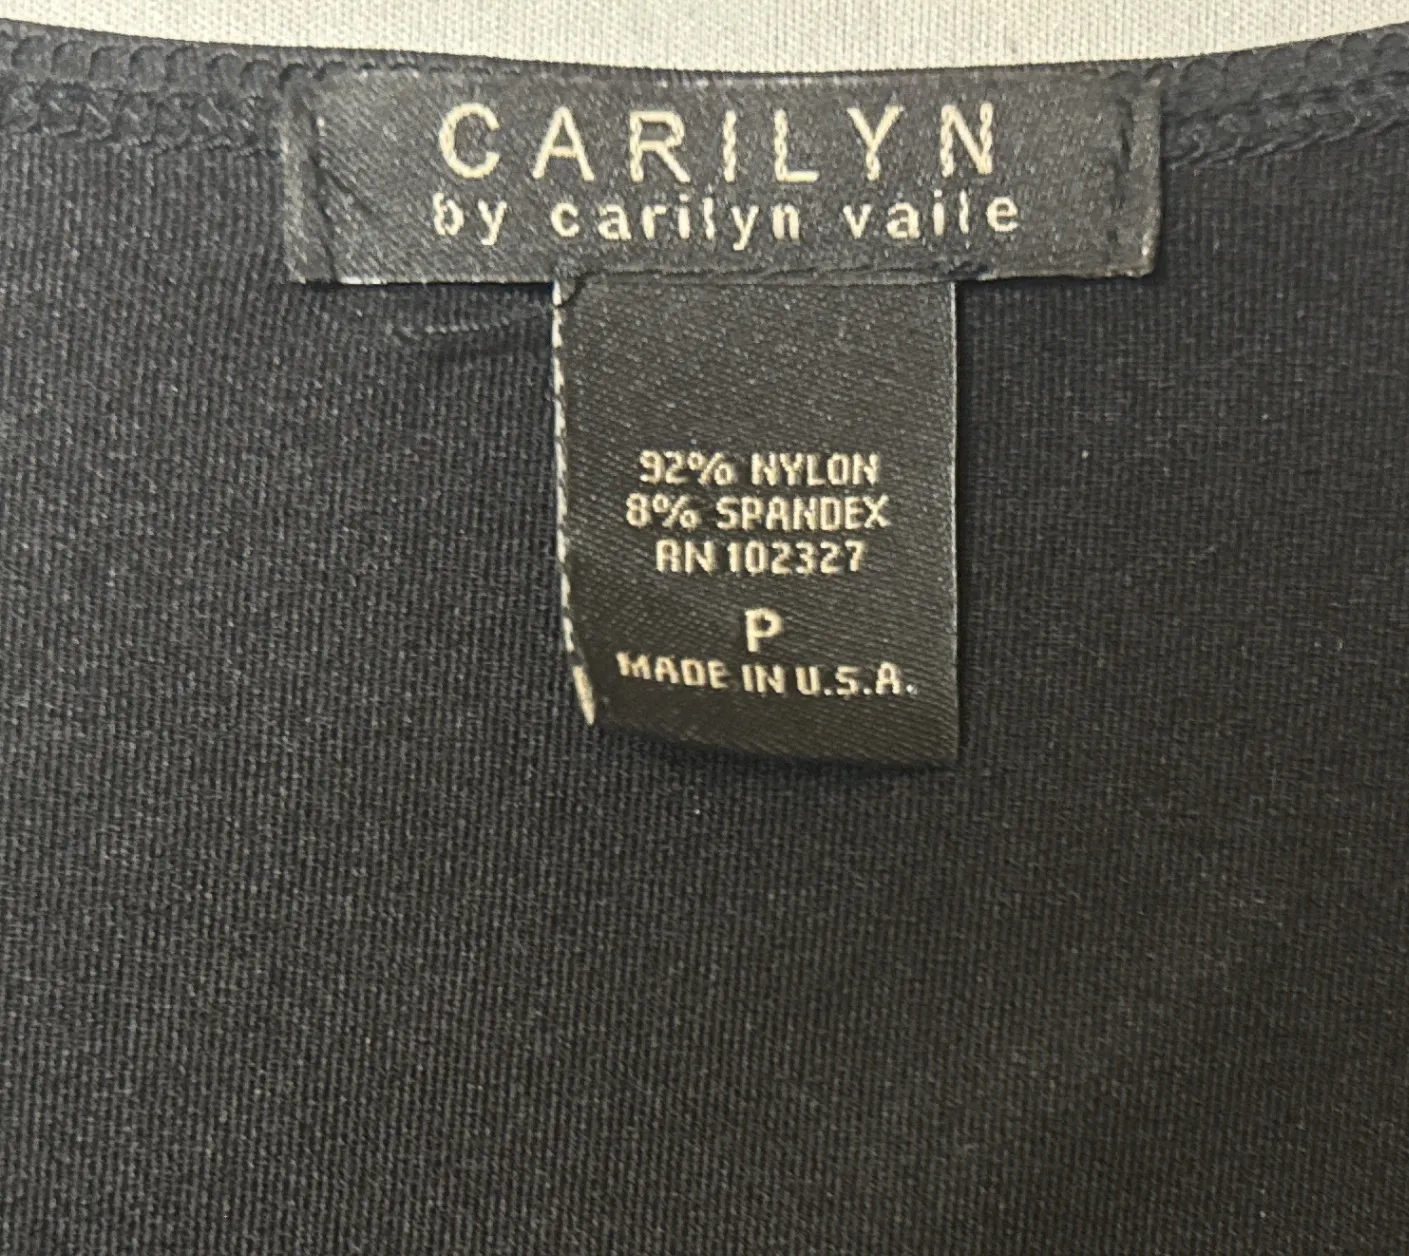 CARILYN
by carilyn vaile
92% NYLON
8% SPANDEX
RN 102327
P
MADE IN U.S.A.